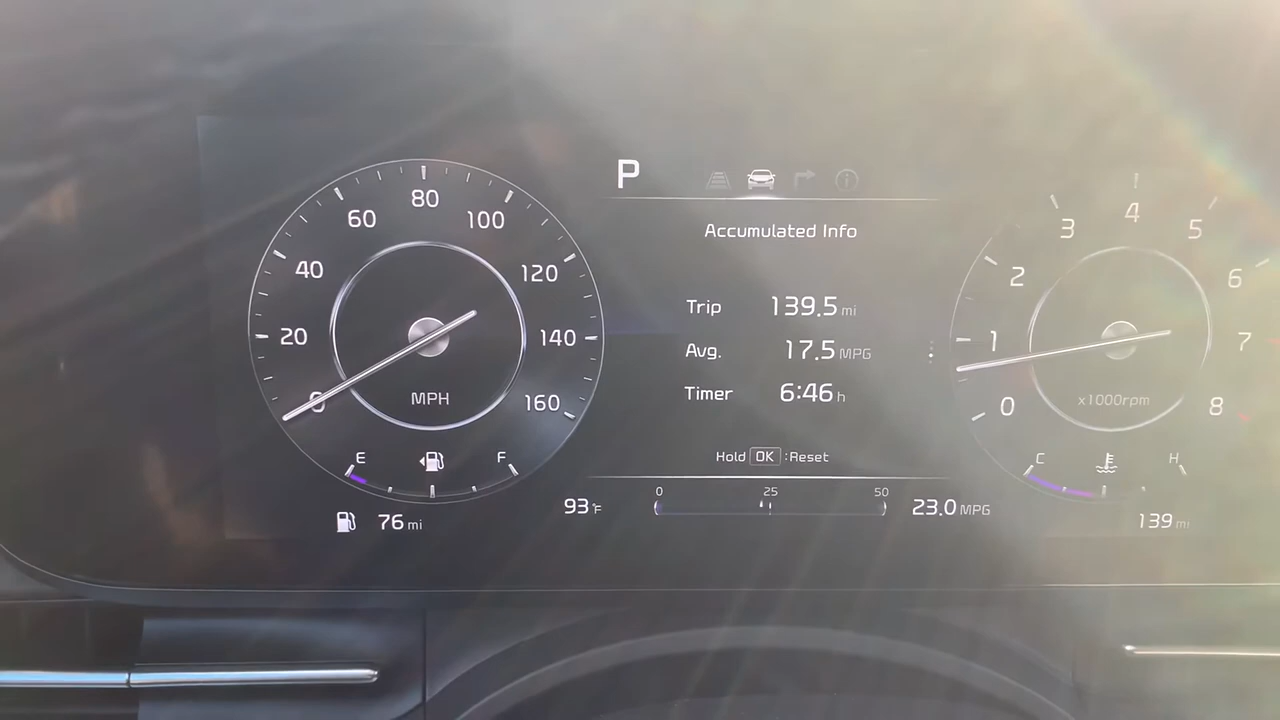 P
80
60
100
40
120
20
140
0
160
MPH
E
F
76 mi
Accumulated Info
Trip 139.5 mi
Avg. 17.5 MPG
Timer 6:46 h
Hold OK :Reset
93°F
0 25 50
23.0 MPG
4
3
5
2
6
1
7
0
8
x1000rpm
C
H
139 mi